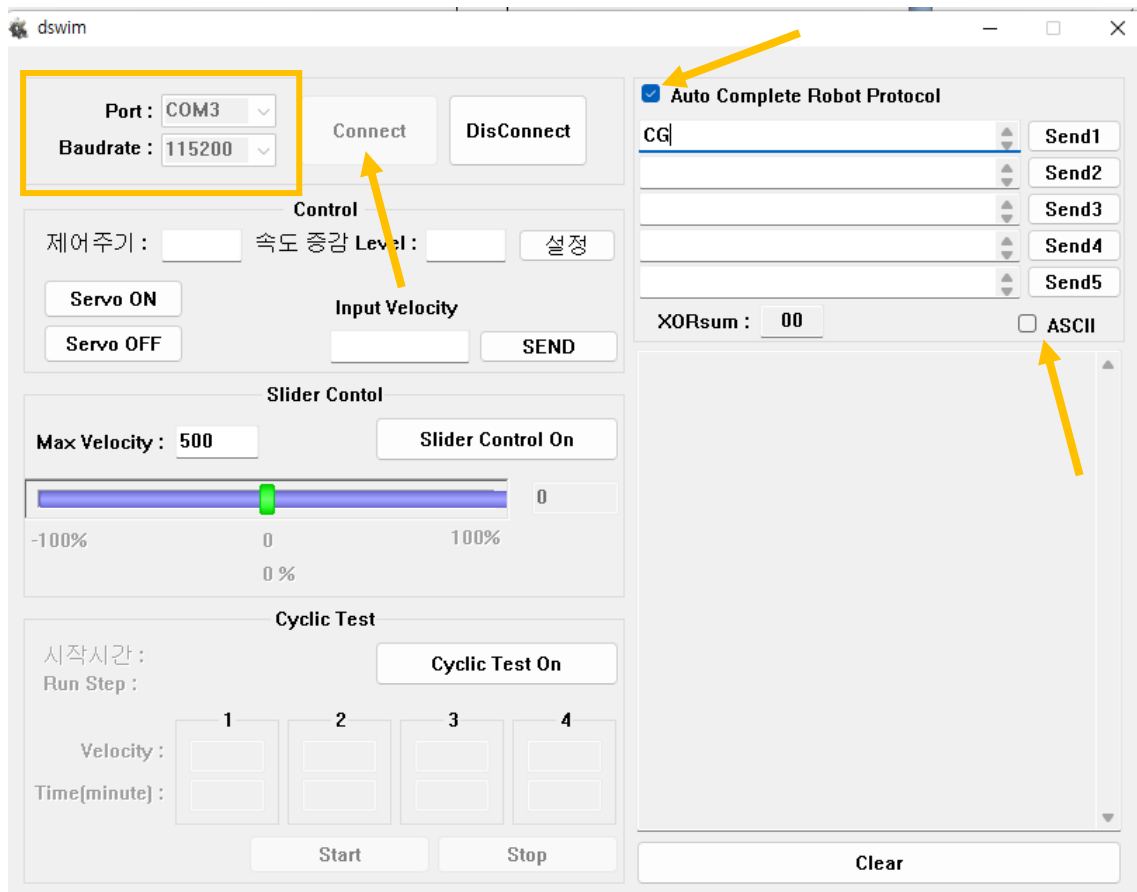 dswim
Port : COM3
Baudrate : 115200
Connect
DisConnect
Control
제어주기 :
속도 증감 Level :
설정
Servo ON
Servo OFF
Input Velocity
SEND
Slider Contol
Max Velocity : 500
Slider Control On
0
-100%
0
100%
0 %
Cyclic Test
시작시간 :
Run Step :
Cyclic Test On
1 2 3 4
Velocity :
Time(minute) :
Start
Stop
Auto Complete Robot Protocol
CG
Send1
Send2
Send3
Send4
Send5
XORsum : 00
ASCII
Clear